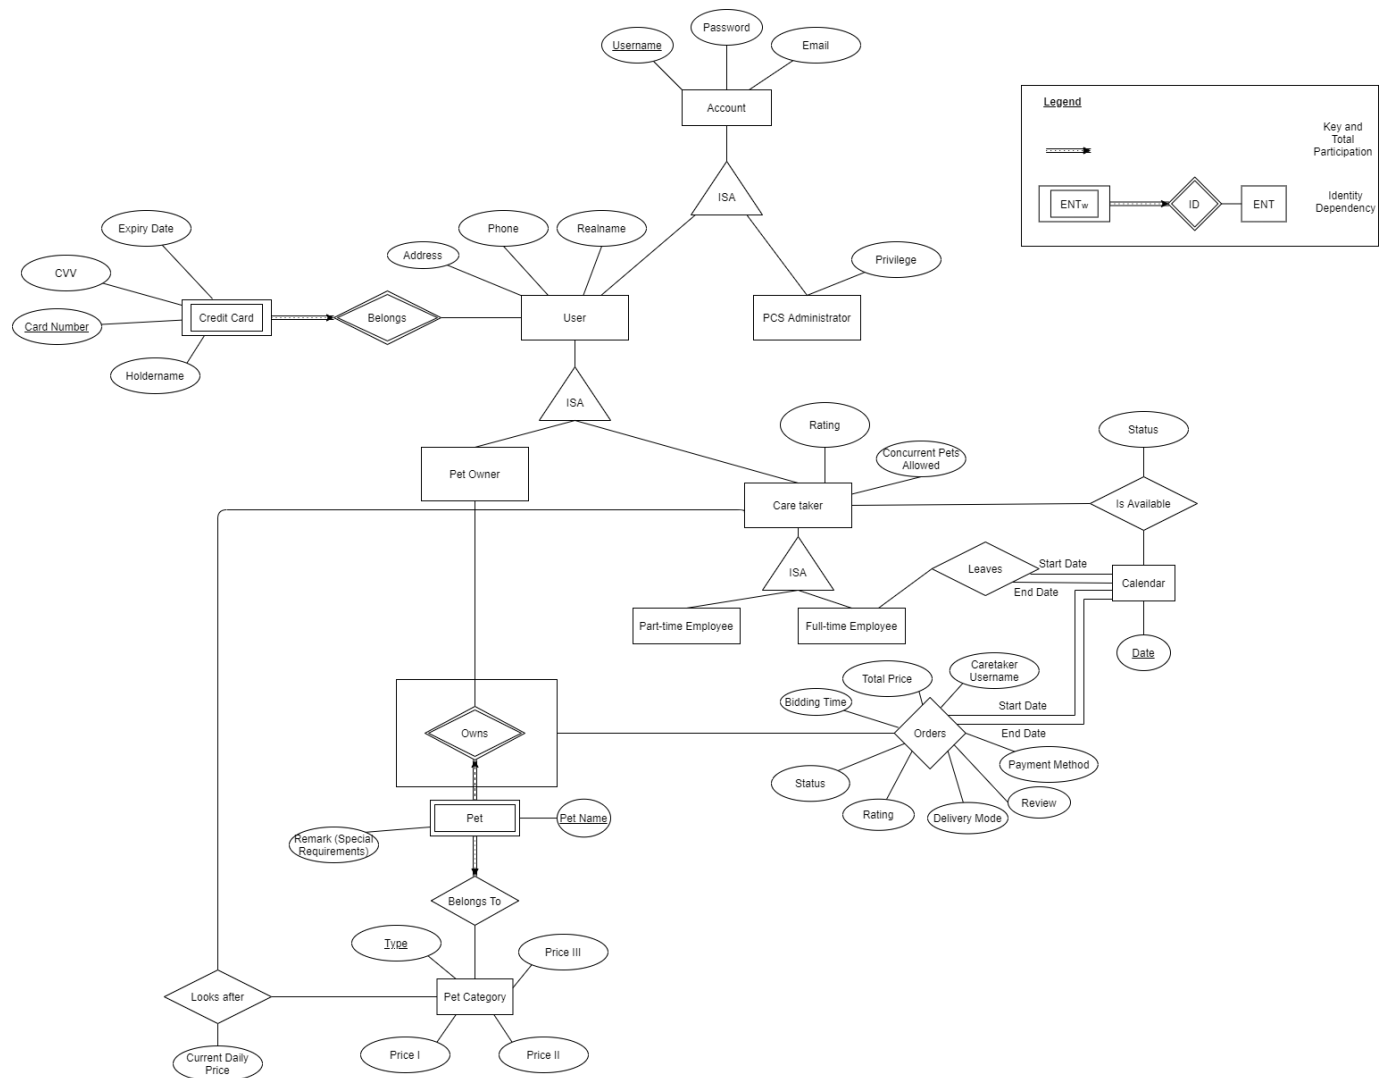 Password
Username
Email
Account
Legend
Key and
Total
Participation
ISA
ENTw
ID
ENT
Identity
Dependency
Expiry Date
Phone
Realname
Address
Privilege
CVV
Card Number
Credit Card
Belongs
User
PCS Administrator
Holdername
ISA
Rating
Status
Pet Owner
Concurrent Pets
Allowed
Care taker
Is Available
ISA
Leaves
Start Date
End Date
Calendar
Part-time Employee
Full-time Employee
Date
Caretaker
Username
Total Price
Bidding Time
Start Date
Owns
Orders
End Date
Payment Method
Status
Review
Rating
Delivery Mode
Pet
Pet Name
Remark (Special
Requirements)
Belongs To
Type
Price III
Looks after
Pet Category
Price I
Price II
Current Daily
Price